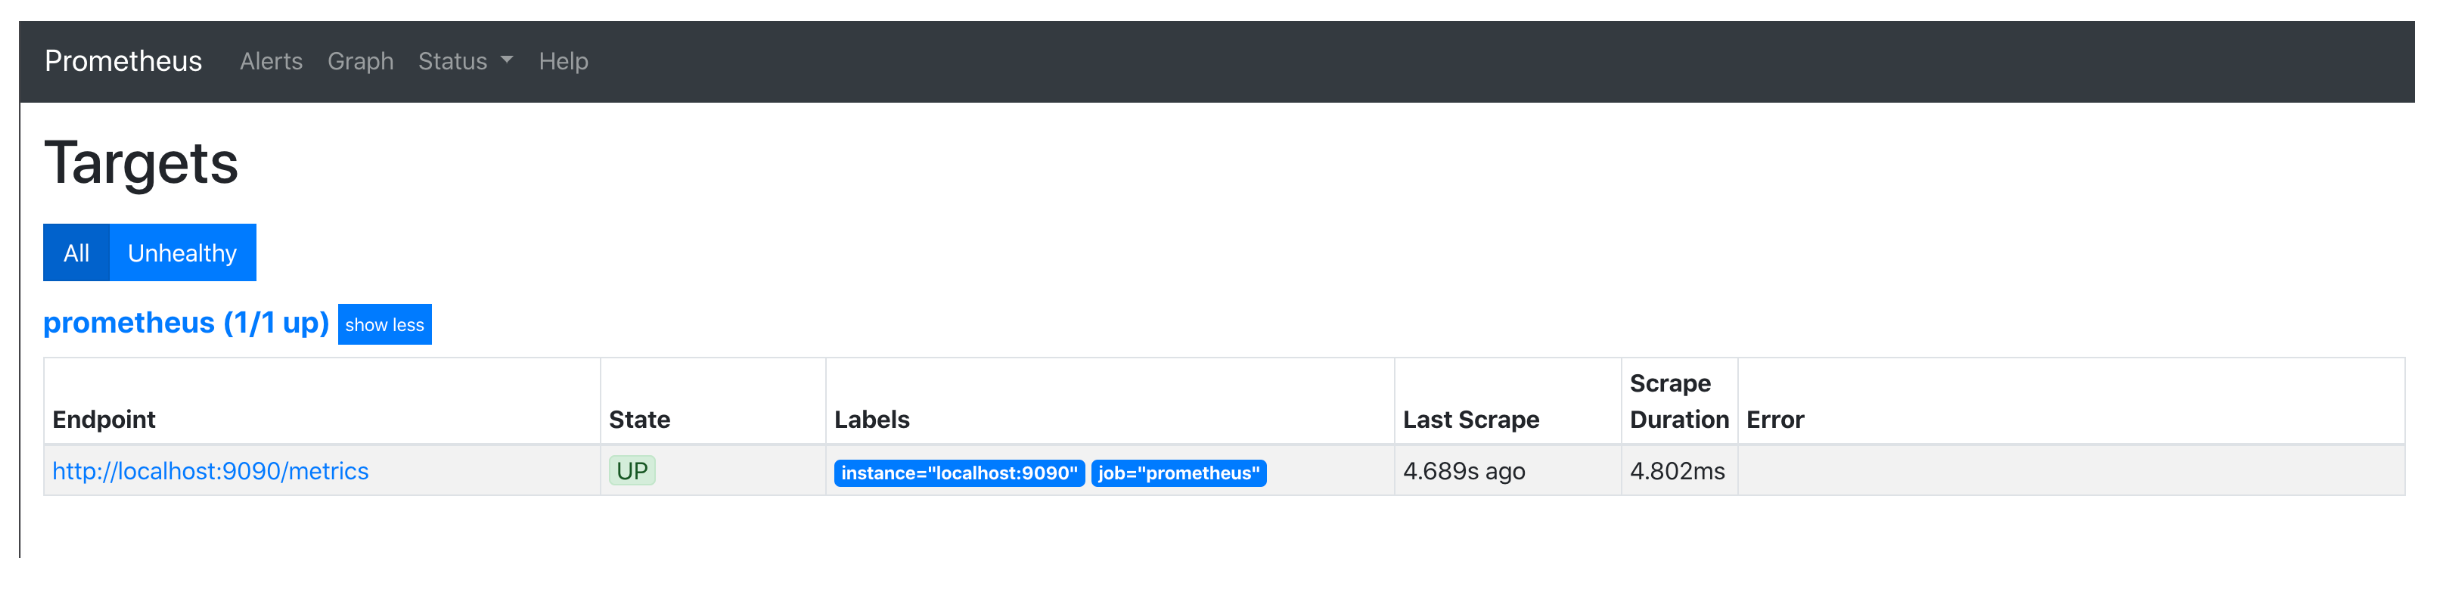 Prometheus Alerts Graph Status Help
Targets
All Unhealthy
prometheus (1/1 up) show less
Endpoint State Labels Last Scrape Scrape Duration Error
http://localhost:9090/metrics UP instance="localhost:9090" job="prometheus" 4.689s ago 4.802ms